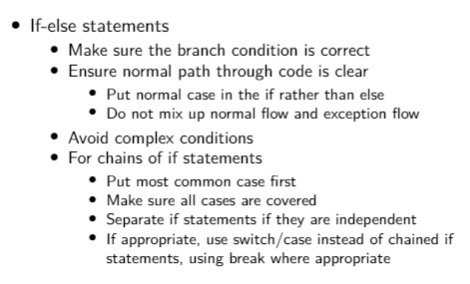 • If-else statements
• Make sure the branch condition is correct
• Ensure normal path through code is clear
• Put normal case in the if rather than else
• Do not mix up normal flow and exception flow
• Avoid complex conditions
• For chains of if statements
• Put most common case first
• Make sure all cases are covered
• Separate if statements if they are independent
• If appropriate, use switch/case instead of chained if
statements, using break where appropriate